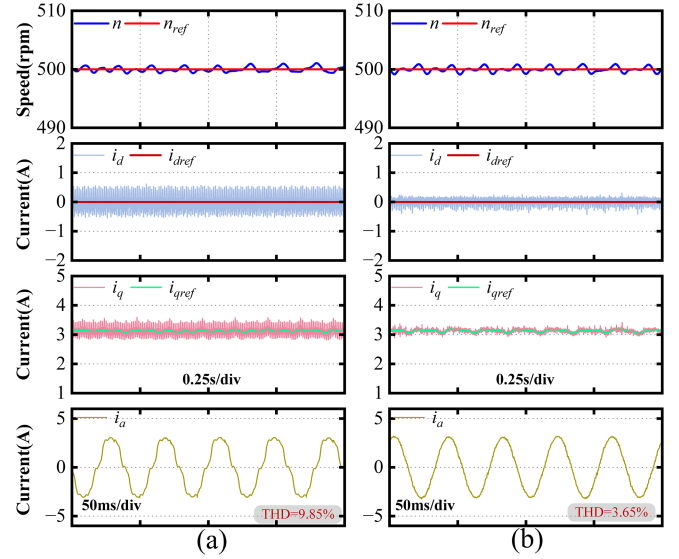 510
500
490
Speed(rpm)
n n_ref
n n_ref
510
500
490
2
1
0
−1
−2
Current(A)
i_d i_dref
i_d i_dref
2
1
0
−1
−2
5
4
3
2
1
Current(A)
i_q i_qref
0.25s/div
i_q i_qref
0.25s/div
Current(A)
5
4
3
2
1
5
0
−5
Current(A)
i_a
50ms/div
THD=9.85%
i_a
50ms/div
THD=3.65%
Current(A)
5
0
−5
(a)
(b)